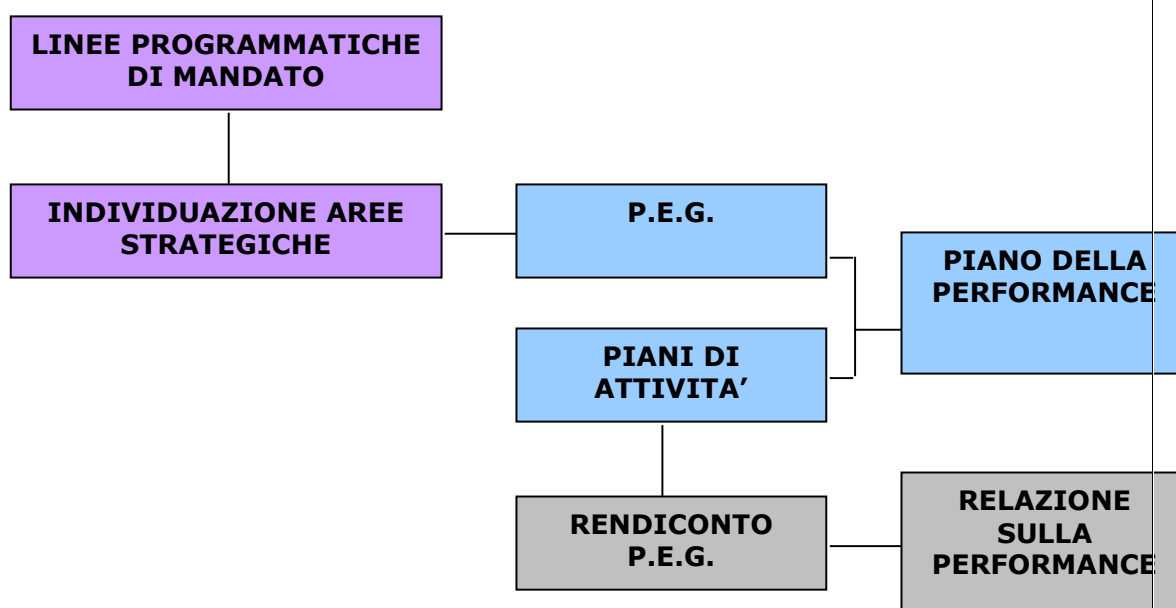 LINEE PROGRAMMATICHE
DI MANDATO
INDIVIDUAZIONE AREE
STRATEGICHE
P.E.G.
PIANO DELLA
PERFORMANCE
PIANI DI
ATTIVITA’
RENDICONTO
P.E.G.
RELAZIONE
SULLA
PERFORMANCE